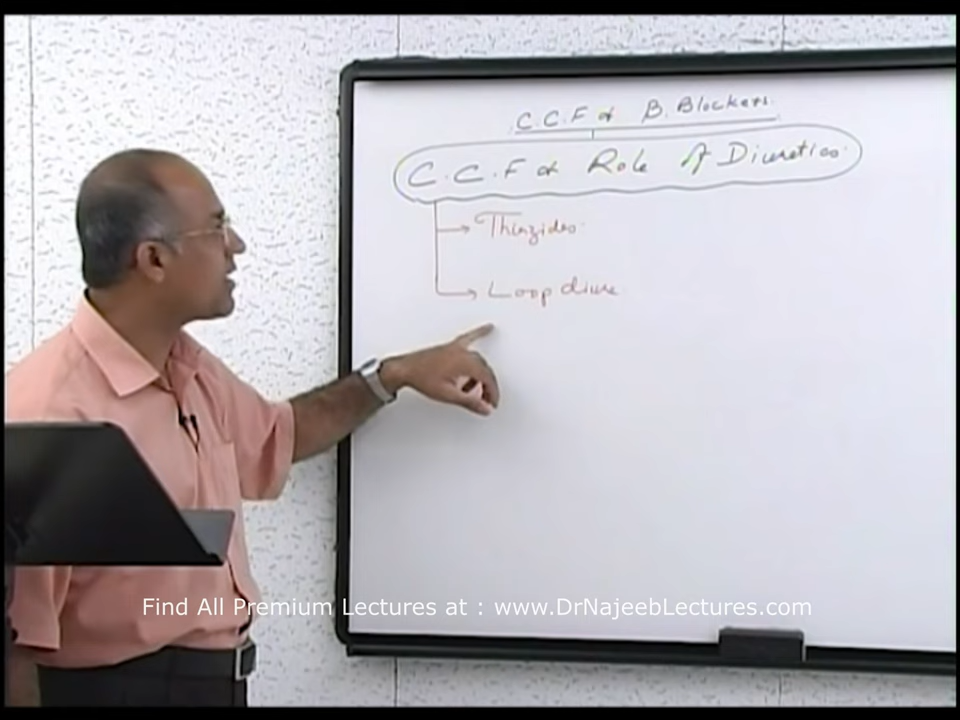 C.C.F & B. Blockers.
C.C.F & Role of Diuretics
Thiazides
Loop diure
Find All Premium Lectures at : www.DrNajeebLectures.com